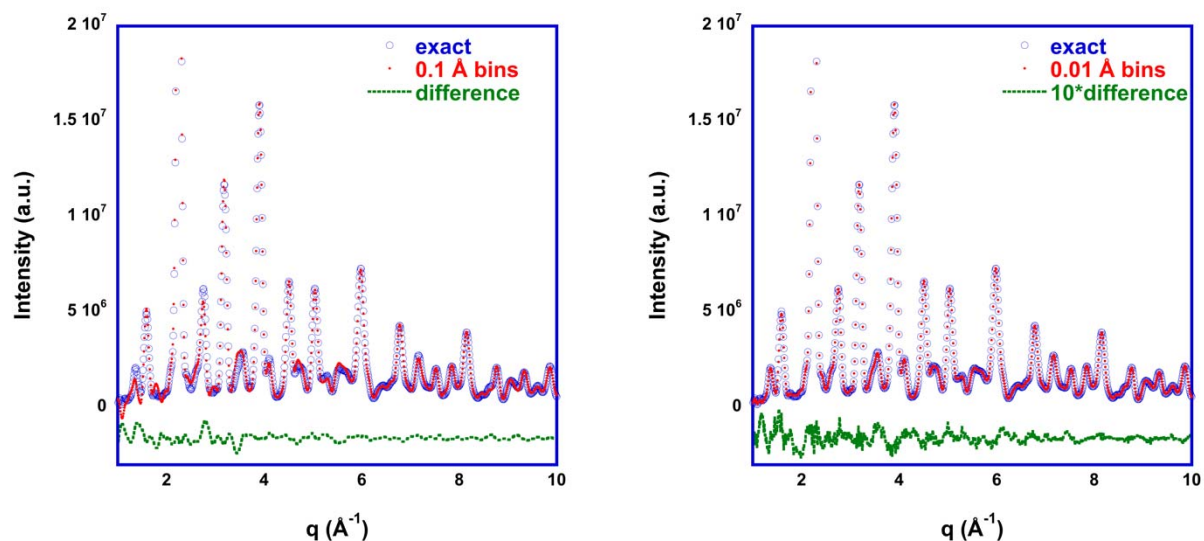 2 10⁷
1.5 10⁷
1 10⁷
5 10⁶
0
Intensity (a.u.)
exact
0.1 Å bins
difference
2 4 6 8 10
q (Å⁻¹)
2 10⁷
1.5 10⁷
1 10⁷
5 10⁶
0
Intensity (a.u.)
exact
0.01 Å bins
10*difference
2 4 6 8 10
q (Å⁻¹)